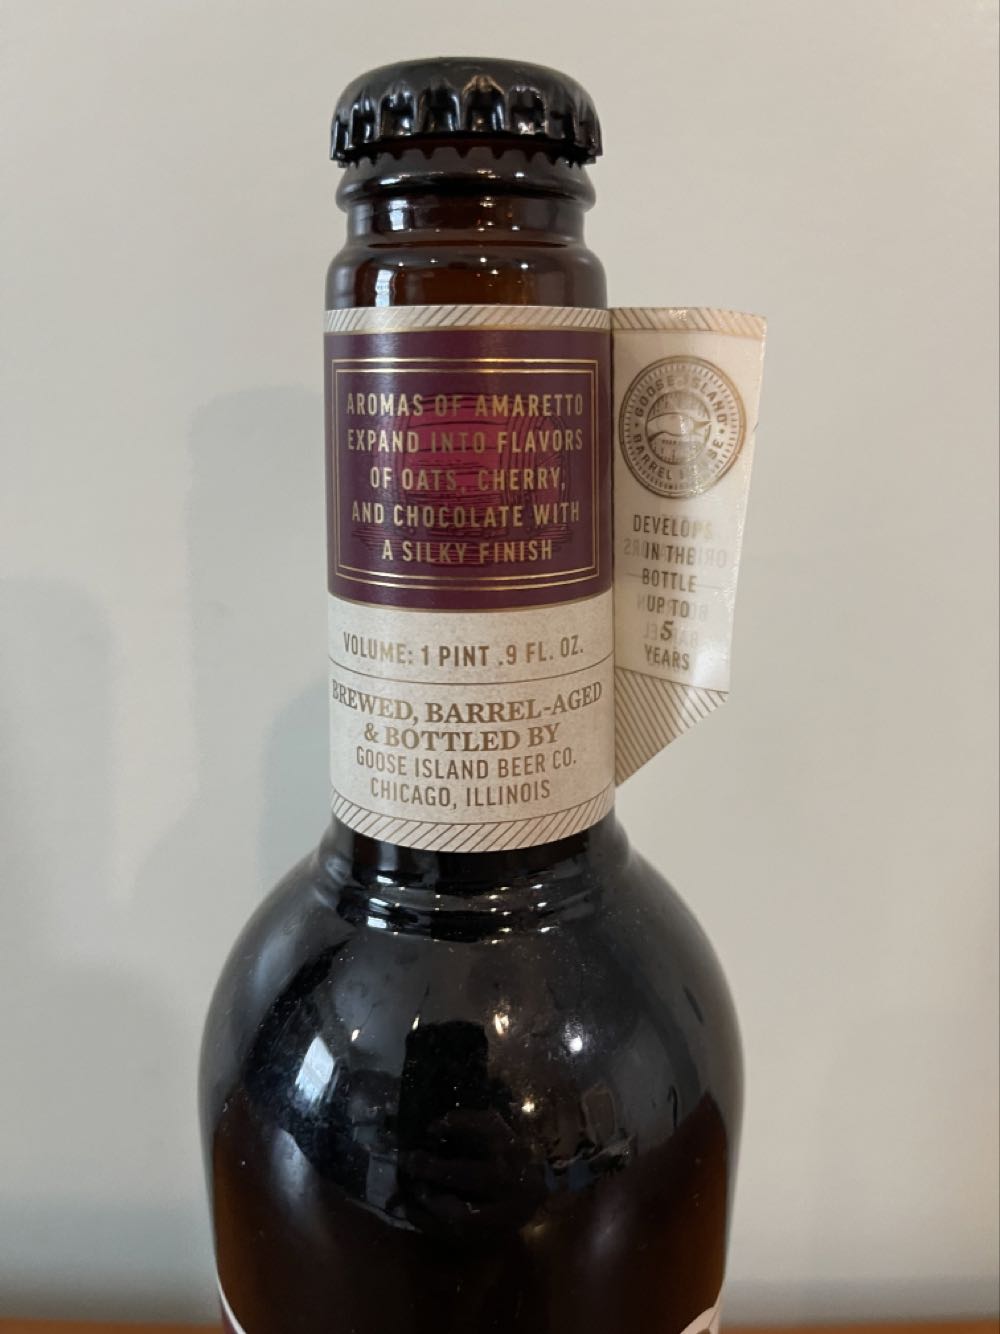 AROMAS OF AMARETTO
EXPAND INTO FLAVORS
OF OATS, CHERRY,
AND CHOCOLATE WITH
A SILKY FINISH
VOLUME: 1 PINT .9 FL. OZ.
BREWED, BARREL-AGED
& BOTTLED BY
GOOSE ISLAND BEER CO.
CHICAGO, ILLINOIS
GOOSE ISLAND
BARREL HOUSE
DEVELOPS
IN THE
BOTTLE
UP TO
5
YEARS